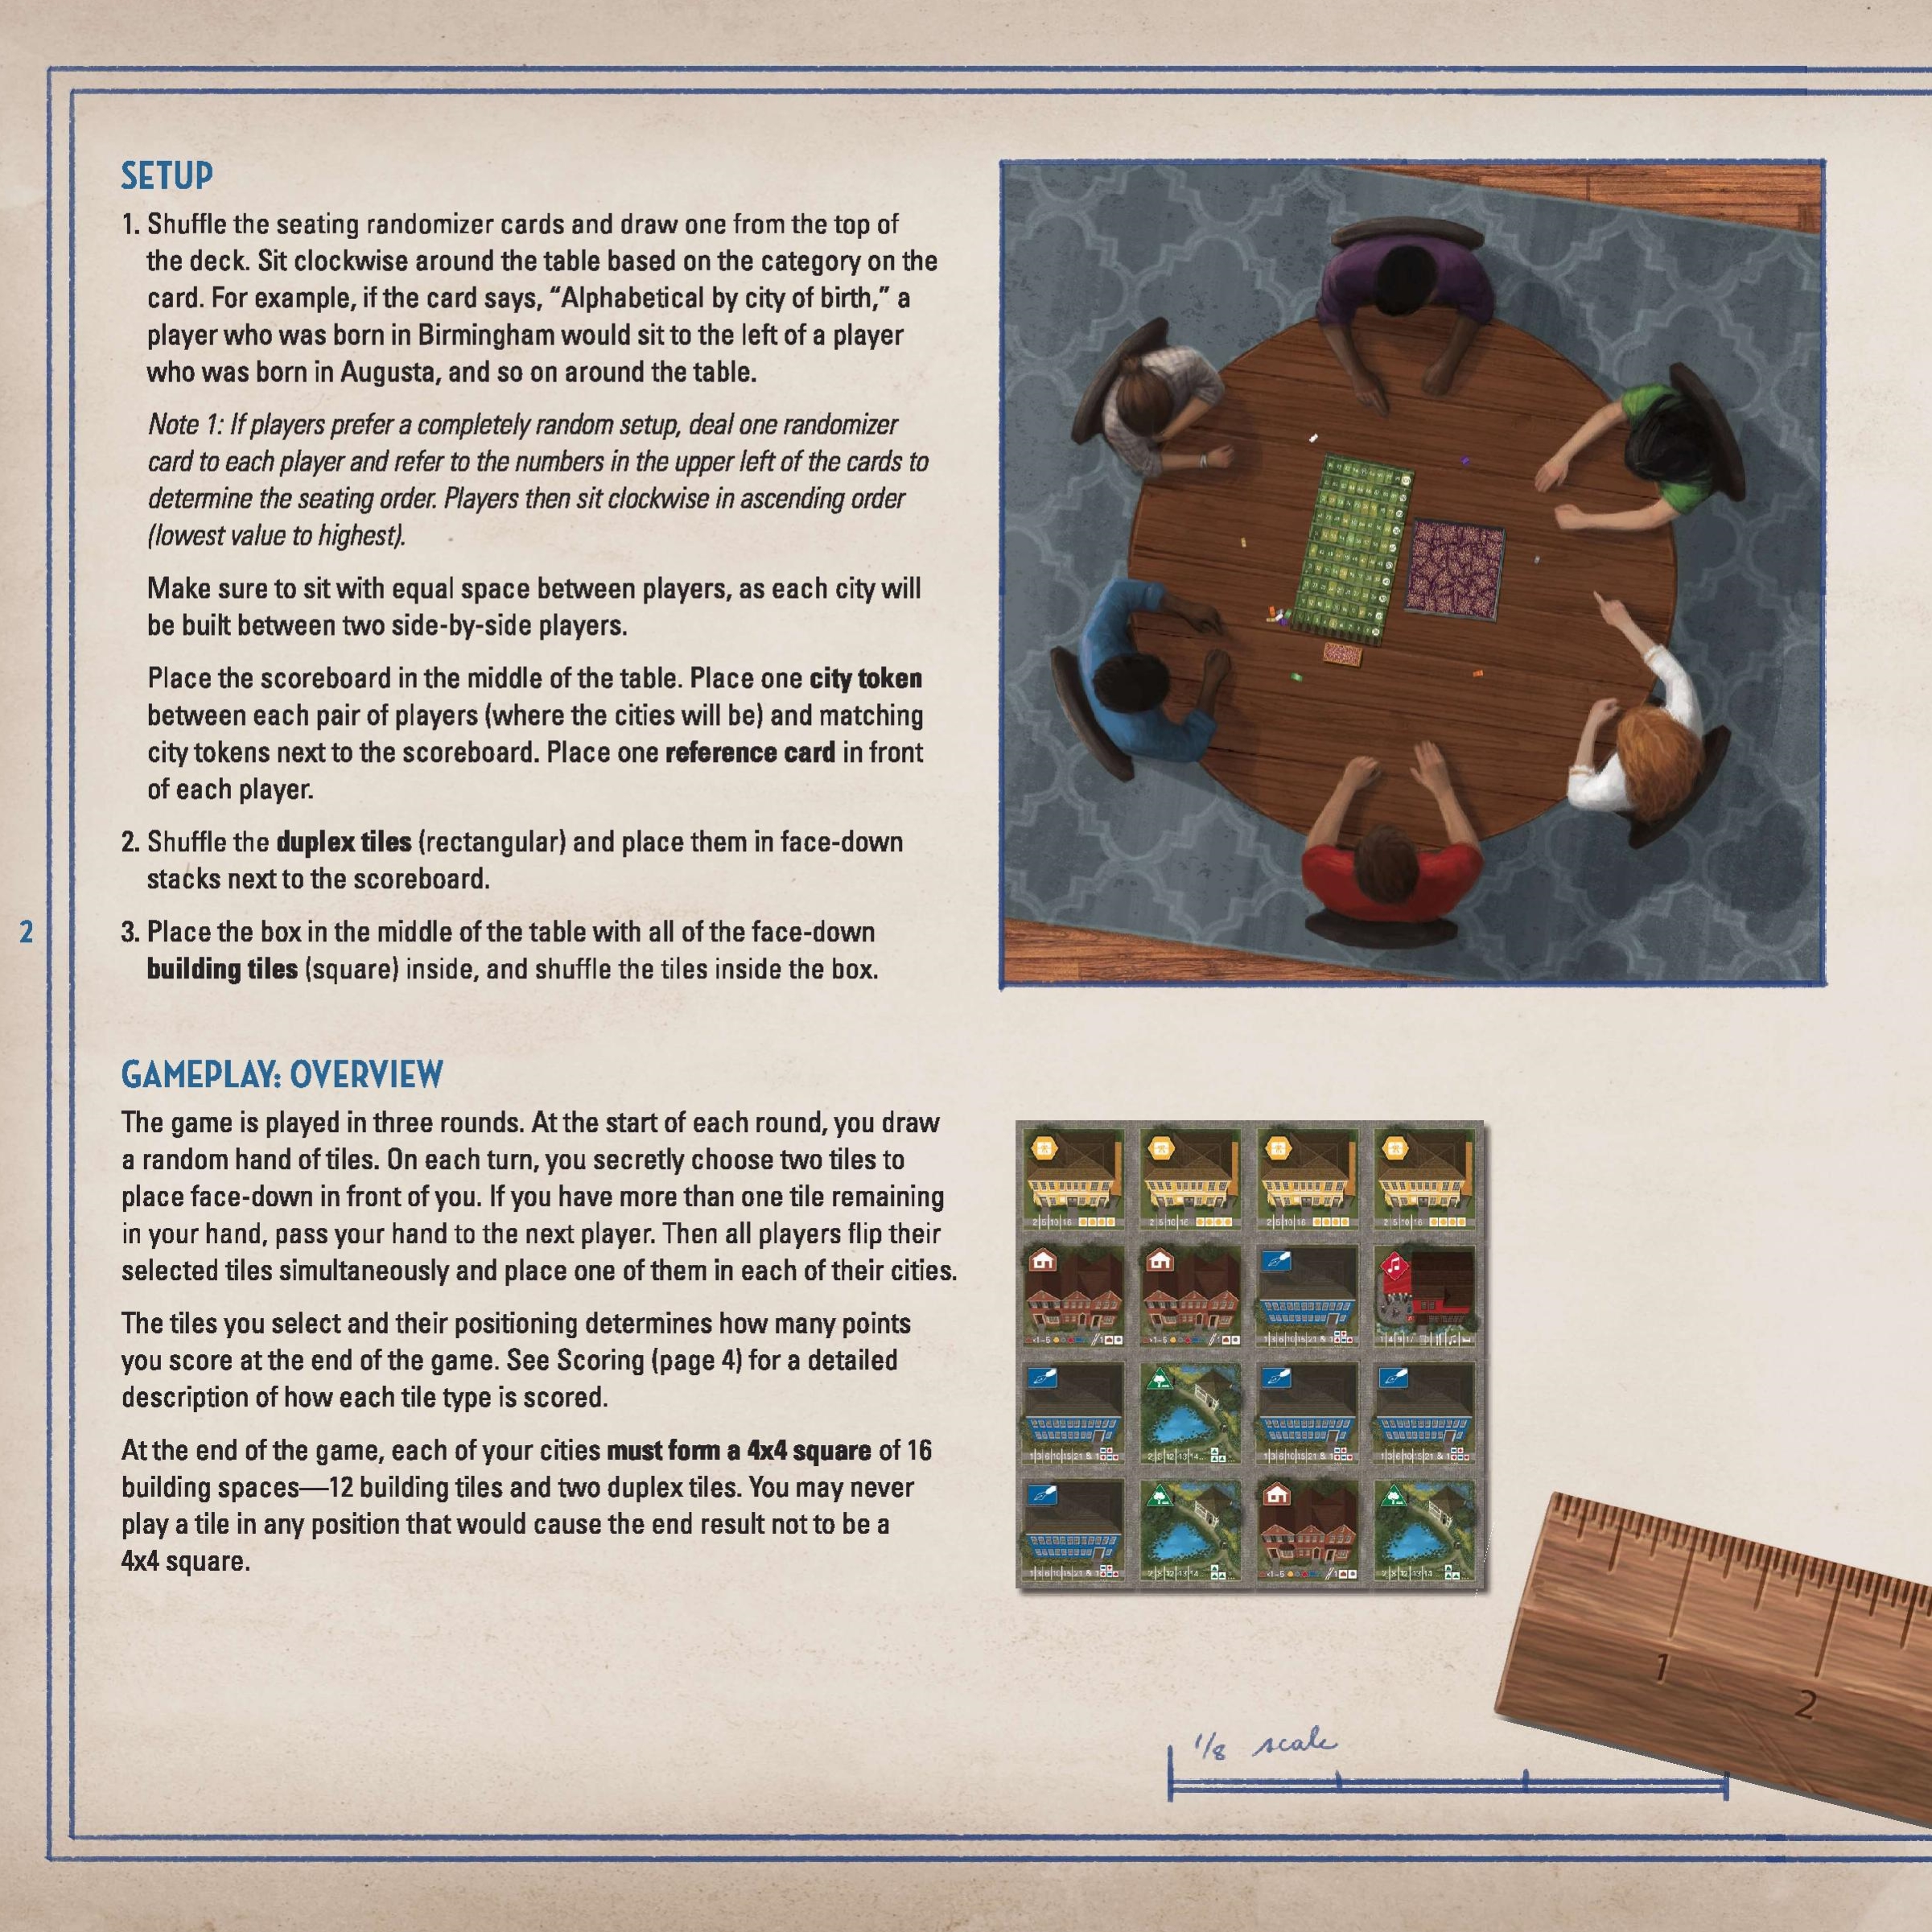 SETUP
1. Shuffle the seating randomizer cards and draw one from the top of
the deck. Sit clockwise around the table based on the category on the
card. For example, if the card says, “Alphabetical by city of birth,” a
player who was born in Birmingham would sit to the left of a player
who was born in Augusta, and so on around the table.
Note 1: If players prefer a completely random setup, deal one randomizer
card to each player and refer to the numbers in the upper left of the cards to
determine the seating order. Players then sit clockwise in ascending order
(lowest value to highest).
Make sure to sit with equal space between players, as each city will
be built between two side-by-side players.
Place the scoreboard in the middle of the table. Place one city token
between each pair of players (where the cities will be) and matching
city tokens next to the scoreboard. Place one reference card in front
of each player.
2. Shuffle the duplex tiles (rectangular) and place them in face-down
stacks next to the scoreboard.
3. Place the box in the middle of the table with all of the face-down
building tiles (square) inside, and shuffle the tiles inside the box.
2
GAMEPLAY: OVERVIEW
The game is played in three rounds. At the start of each round, you draw
a random hand of tiles. On each turn, you secretly choose two tiles to
place face-down in front of you. If you have more than one tile remaining
in your hand, pass your hand to the next player. Then all players flip their
selected tiles simultaneously and place one of them in each of their cities.
The tiles you select and their positioning determines how many points
you score at the end of the game. See Scoring (page 4) for a detailed
description of how each tile type is scored.
At the end of the game, each of your cities must form a 4x4 square of 16
building spaces—12 building tiles and two duplex tiles. You may never
play a tile in any position that would cause the end result not to be a
4x4 square.
1
2
1/8 scale